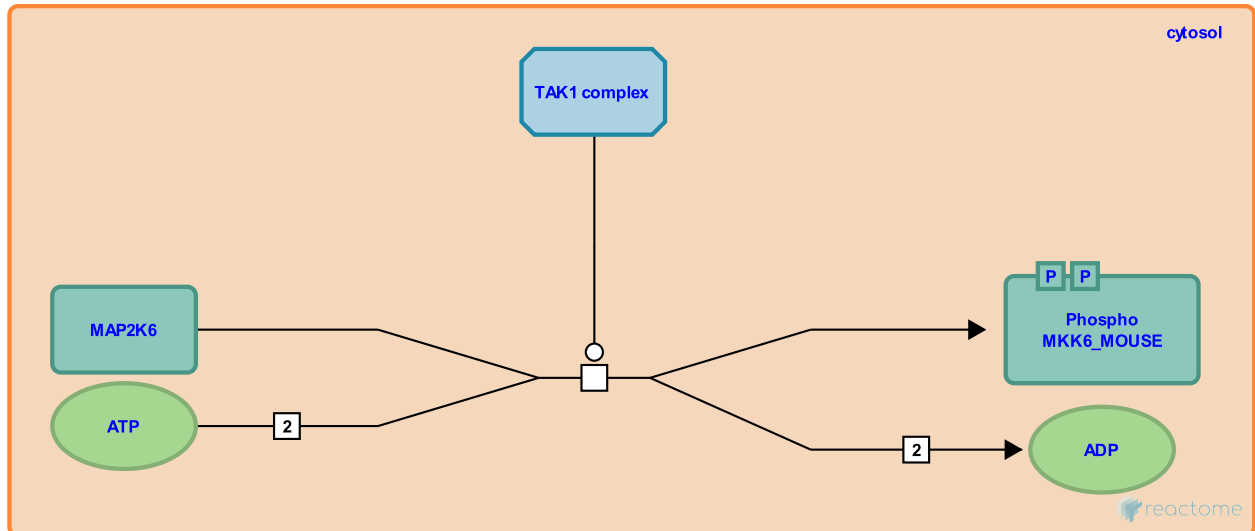 cytosol
TAK1 complex
P P
Phospho
MKK6_MOUSE
MAP2K6
ATP
2
2
ADP
reactome